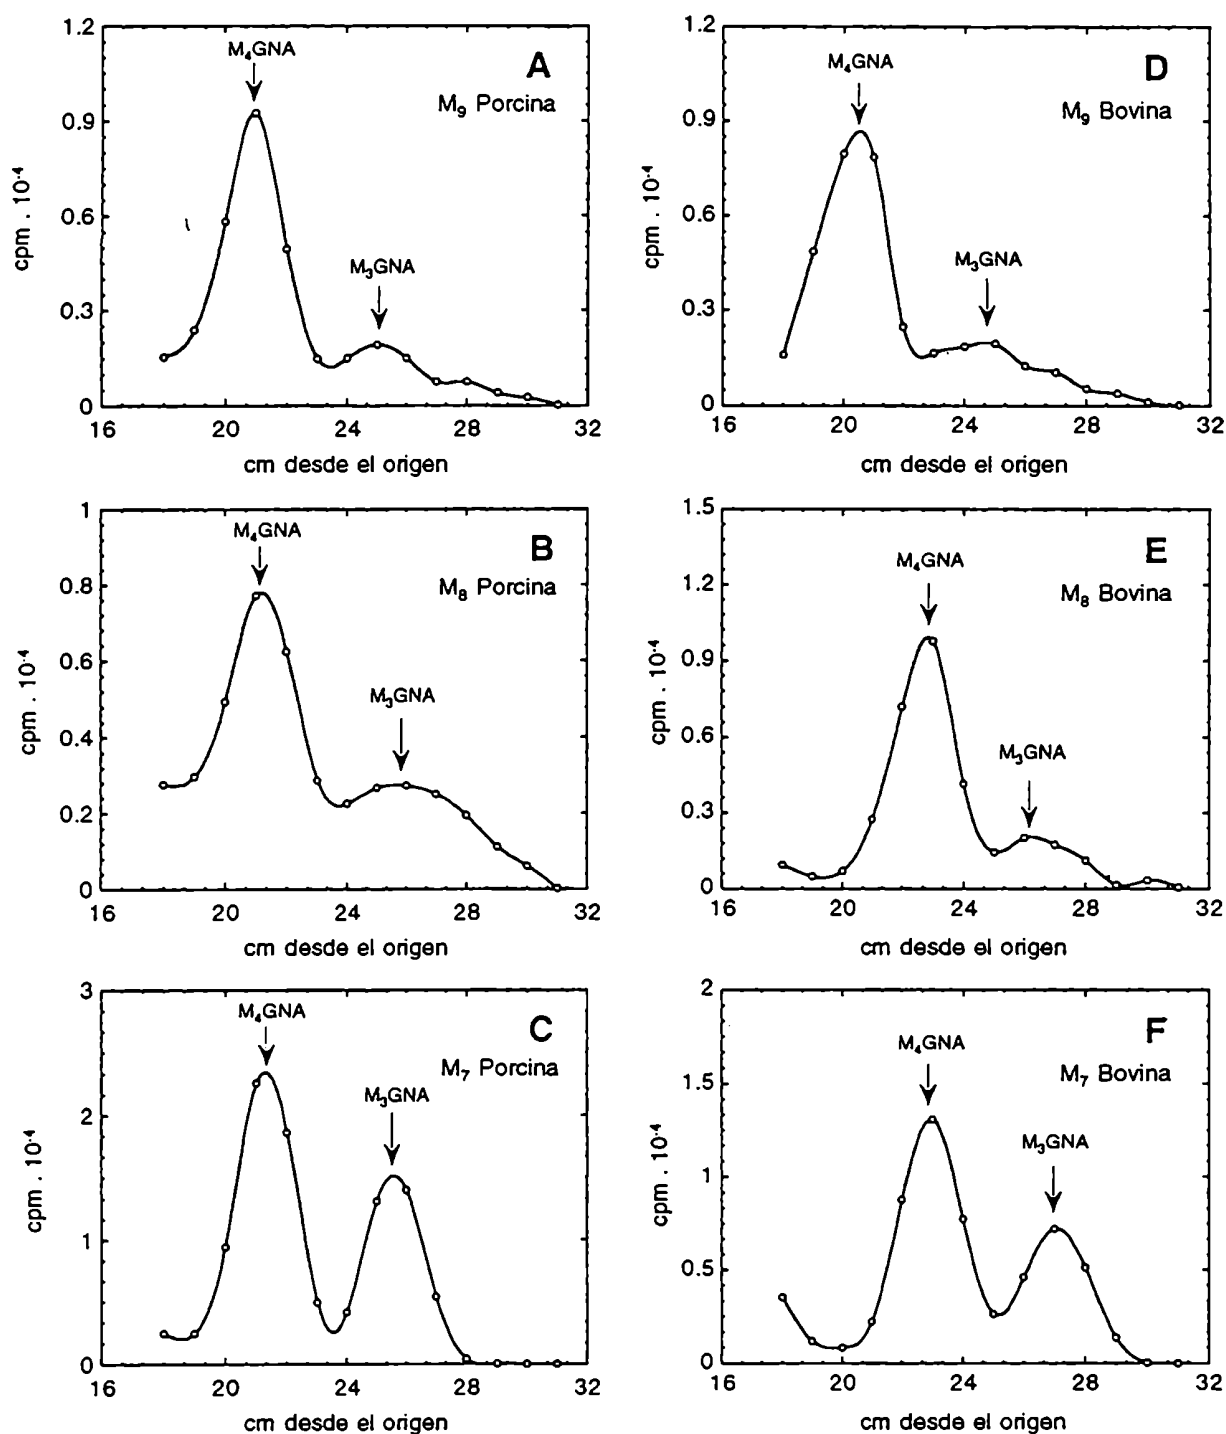 A
M₉ Porcina
M₄GNA
M₃GNA
1.2
0.9
0.6
0.3
0
cpm . 10⁻⁴
16 20 24 28 32
cm desde el origen
D
M₉ Bovina
M₄GNA
M₃GNA
1.2
0.9
0.6
0.3
0
cpm . 10⁻⁴
16 20 24 28 32
cm desde el origen
B
M₈ Porcina
M₄GNA
M₃GNA
1
0.8
0.6
0.4
0.2
0
cpm . 10⁻⁴
16 20 24 28 32
cm desde el origen
E
M₈ Bovina
M₄GNA
M₃GNA
1.5
1.2
0.9
0.6
0.3
0
cpm . 10⁻⁴
16 20 24 28 32
cm desde el origen
C
M₇ Porcina
M₄GNA
M₃GNA
3
2
1
0
cpm . 10⁻⁴
16 20 24 28 32
cm desde el origen
F
M₇ Bovina
M₄GNA
M₃GNA
2
1.5
1
0.5
0
cpm . 10⁻⁴
16 20 24 28 32
cm desde el origen